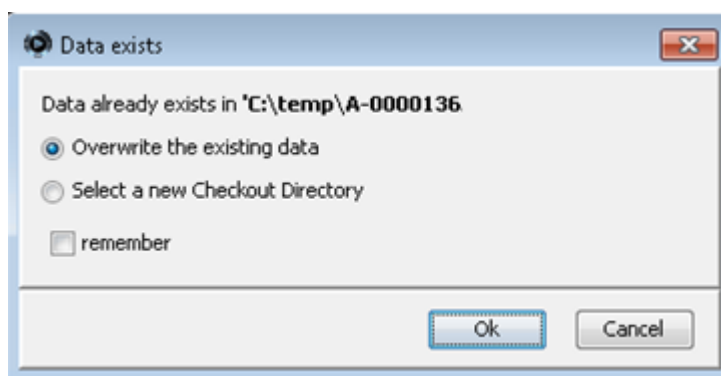 Data exists
Data already exists in 'C:\temp\A-0000136.
Overwrite the existing data
Select a new Checkout Directory
remember
Ok Cancel